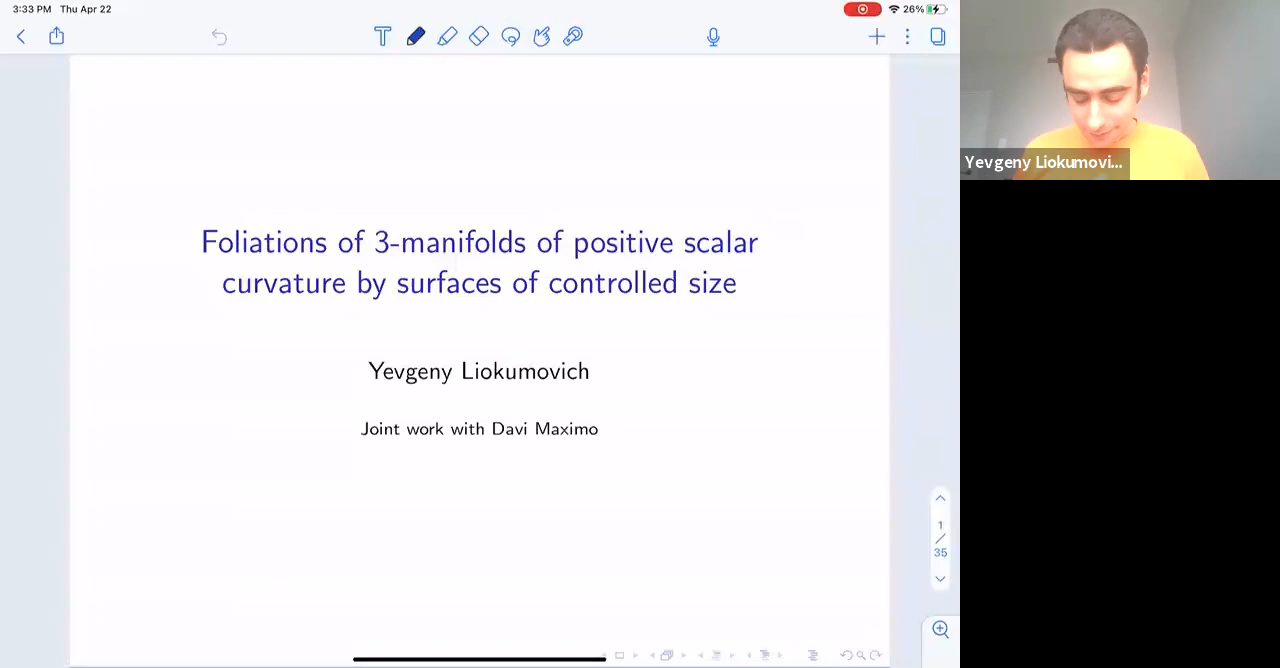 3:33 PM Thu Apr 22
26%
Foliations of 3-manifolds of positive scalar
curvature by surfaces of controlled size
Yevgeny Liokumovich
Joint work with Davi Maximo
1
/
35
Yevgeny Liokumovi...